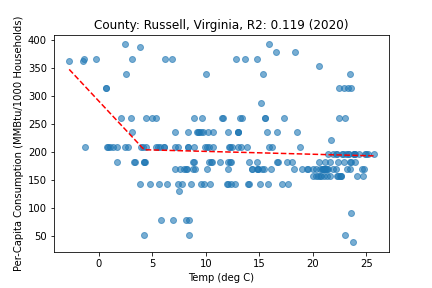 County: Russell, Virginia, R2: 0.119 (2020)
Per-Capita Consumption (MMBtu/1000 Households)
400
350
300
250
200
150
100
50
0 5 10 15 20 25
Temp (deg C)